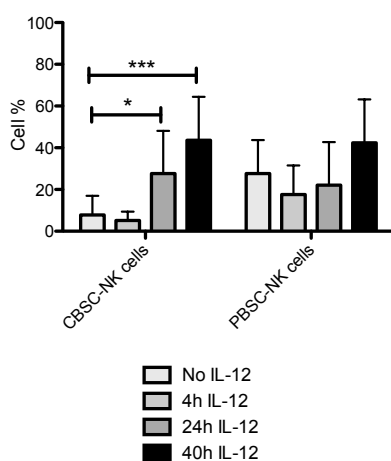 100
80
60
40
20
0
Cell %
***
*
CBSC-NK cells
PBSC-NK cells
No IL-12
4h IL-12
24h IL-12
40h IL-12